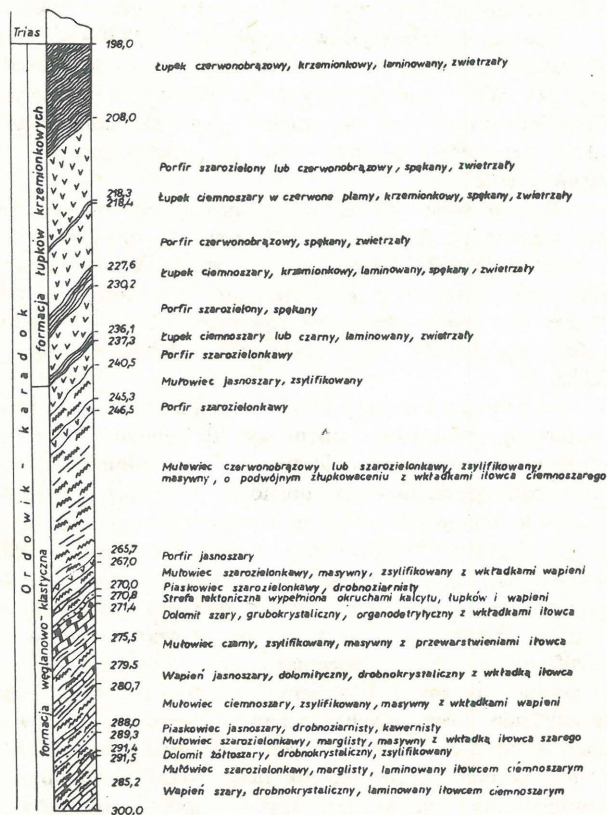 Trias
198,0
Łupek czerwonobrązowy, krzemionkowy, laminowany, zwietrzały
208,0
Porfir szarozielony lub czerwonobrązowy, spękany, zwietrzały
218,3
218,4
Łupek ciemnoszary w czerwone plamy, krzemionkowy, spękany, zwietrzały
Porfir czerwonobrązowy, spękany, zwietrzały
227,6
Łupek ciemnoszary, krzemionkowy, laminowany, spękany, zwietrzały
230,2
Porfir szarozielony, spękany
236,1
Łupek ciemnoszary lub czarny, laminowany, zwietrzały
237,3
Porfir szarozielonkawy
240,5
Mułowiec jasnoszary, zsylifikowany
245,3
Porfir szarozielonkawy
246,5
Mułowiec czerwonobrązowy lub szarozielonkawy, zsylifikowany,
masywny, o podwójnym złupkowaceniu z wkładkami iłowca ciemnoszarego
265,7
Porfir jasnoszary
267,0
Mułowiec szarozielonkawy, masywny, zsylifikowany z wkładkami wapieni
270,0
Piaskowiec szarozielonkawy, drobnoziarnisty
270,8
Strefa tektoniczna wypełniona okruchami kalcytu, łupków i wapieni
271,4
Dolomit szary, grubokrystaliczny, organodetrytyczny z wkładkami iłowca
275,5
Mułowiec czarny, zsylifikowany, masywny z przewarstwieniami iłowca
279,5
Wapień jasnoszary, dolomityczny, drobnokrystaliczny z wkładką iłowca
280,7
Mułowiec ciemnoszary, zsylifikowany, masywny z wkładkami wapieni
288,0
Piaskowiec jasnoszary, drobnoziarnisty, kawernisty
289,3
Mułowiec szarozielonkawy, marglisty, masywny z wkładką iłowca szarego
291,4
Dolomit żółtoszary, drobnokrystaliczny, zsylifikowany
291,5
Mułowiec szarozielonkawy, marglisty, laminowany iłowcem ciemnoszarym
285,2
Wapień szary, drobnokrystaliczny, laminowany iłowcem ciemnoszarym
300,0
Ordowik - karadok
formacja łupków krzemionkowych
formacja węglanowo-klastyczna